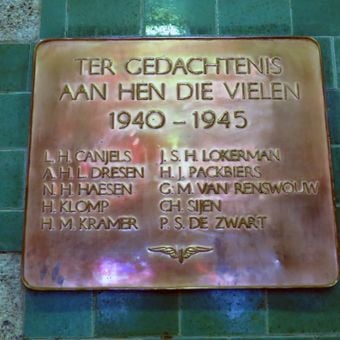 TER GEDACHTENIS
AAN HEN DIE VIELEN
1940 - 1945
L. H. CANJELS
A. H. L. DRESEN
N. H. HAESEN
H. KLOMP
H. M. KRAMER
J. S. H. LOKERMAN
H. J. PACKBIERS
G. M. VAN RENSWOUW
CH. SIJEN
P. S. DE ZWART